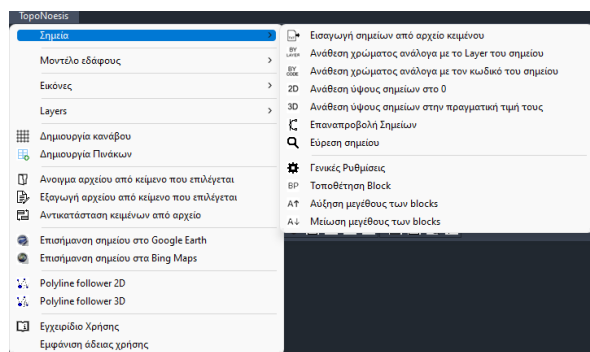 TopoNoesis
Σημεία
Μοντέλο εδάφους
Εικόνες
Layers
Δημιουργία κανάβου
Δημιουργία Πινάκων
Ανοιγμα αρχείου από κείμενο που επιλέγεται
Εξαγωγή αρχείου από κείμενο που επιλέγεται
Αντικατάσταση κειμένων από αρχείο
Επισήμανση σημείου στο Google Earth
Επισήμανση σημείου στα Bing Maps
Polyline follower 2D
Polyline follower 3D
Εγχειρίδιο Χρήσης
Εμφάνιση άδειας χρήσης
Εισαγωγή σημείων από αρχείο κειμένου
BY LAYER Ανάθεση χρώματος ανάλογα με το Layer του σημείου
BY CODE Ανάθεση χρώματος ανάλογα με τον κωδικό του σημείου
2D Ανάθεση ύψους σημείων στο 0
3D Ανάθεση ύψους σημείων στην πραγματική τιμή τους
Επαναπροβολή Σημείων
Εύρεση σημείου
Γενικές Ρυθμίσεις
BP Τοποθέτηση Block
A↑ Αύξηση μεγέθους των blocks
A↓ Μείωση μεγέθους των blocks